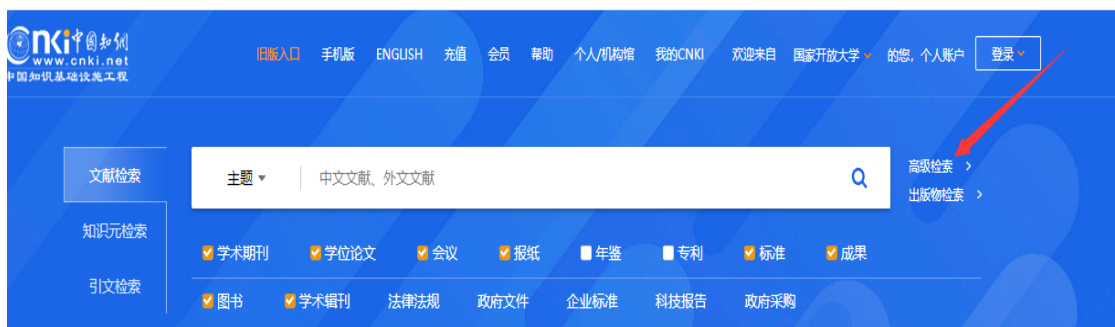 cnki中国知网
www.cnki.net
中国知识基础设施工程
旧版入口 手机版 ENGLISH 充值 会员 帮助 个人/机构馆 我的CNKI 欢迎来自 国家开放大学 的您，个人账户 登录
文献检索
主题 中文文献、外文文献
高级检索 >
出版物检索 >
知识元检索
学术期刊 学位论文 会议 报纸 年鉴 专利 标准 成果
引文检索
图书 学术辑刊 法律法规 政府文件 企业标准 科技报告 政府采购